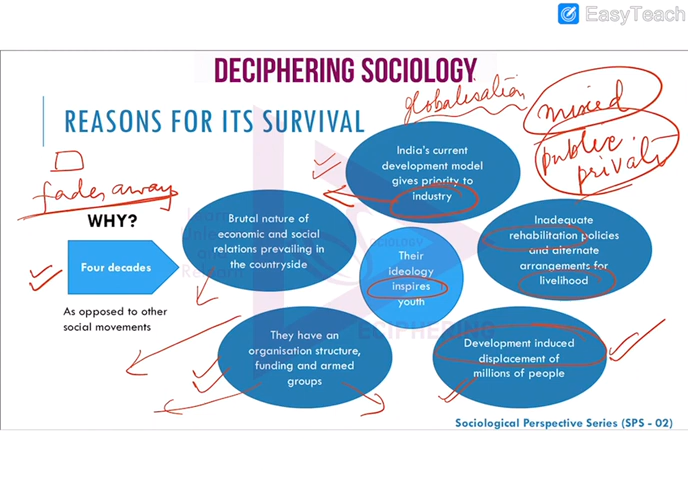 EasyTeach
DECIPHERING SOCIOLOGY
REASONS FOR ITS SURVIVAL
globalisation
mixed
public
private
fades away
WHY?
Four decades
As opposed to other
social movements
India's current
development model
gives priority to
industry
Brutal nature of
economic and social
relations prevailing in
the countryside
Their
ideology
inspires
youth
Inadequate
rehabilitation policies
and alternate
arrangements for
livelihood
They have an
organisation structure,
funding and armed
groups
Development induced
displacement of
millions of people
SOCIOLOGY
ECIPHERING
Sociological Perspective Series (SPS - 02)